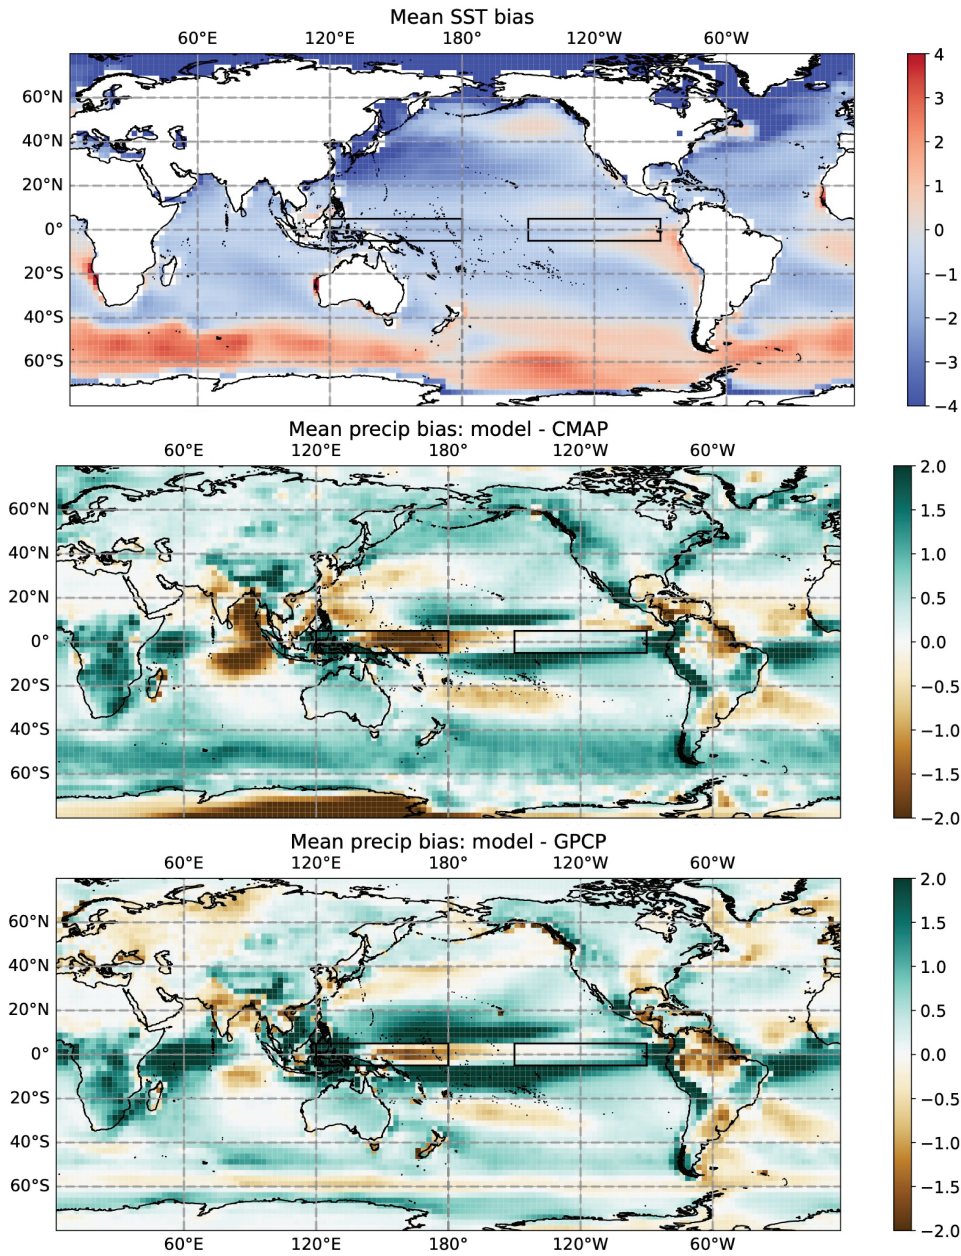 Mean SST bias
60°E 120°E 180° 120°W 60°W
60°N
40°N
20°N
0°
20°S
40°S
60°S
4
3
2
1
0
−1
−2
−3
−4
Mean precip bias: model - CMAP
60°E 120°E 180° 120°W 60°W
60°N
40°N
20°N
0°
20°S
40°S
60°S
2.0
1.5
1.0
0.5
0.0
−0.5
−1.0
−1.5
−2.0
Mean precip bias: model - GPCP
60°E 120°E 180° 120°W 60°W
60°N
40°N
20°N
0°
20°S
40°S
60°S
60°E 120°E 180° 120°W 60°W
2.0
1.5
1.0
0.5
0.0
−0.5
−1.0
−1.5
−2.0